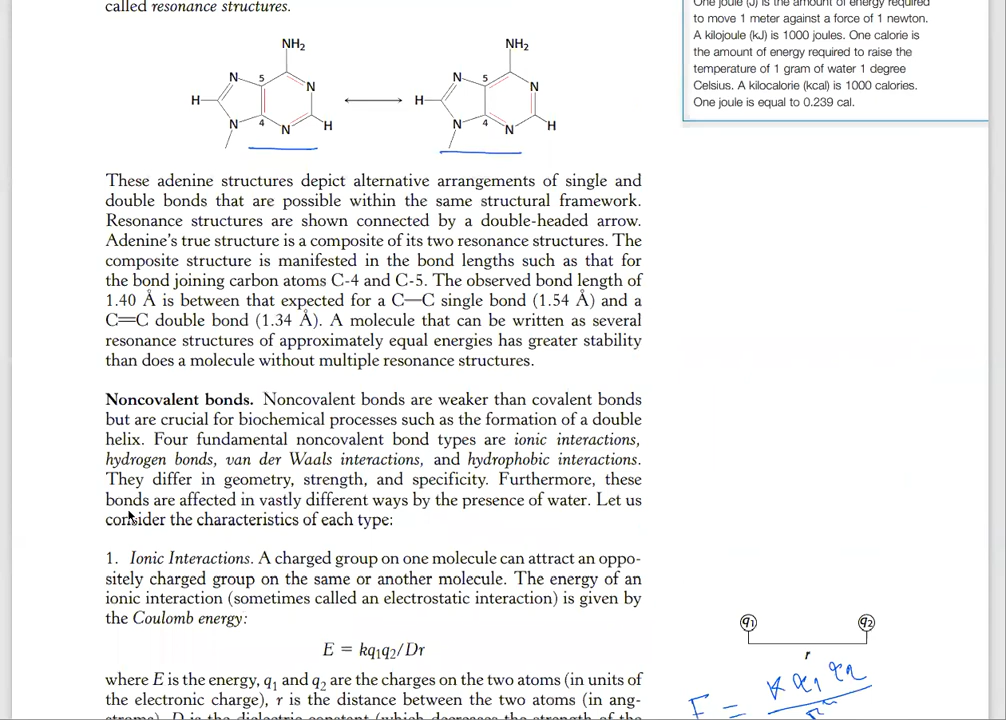 called resonance structures.
NH2
NH2
N
5
N
H
N
4
N
H
N
5
N
H
N
4
N
H
These adenine structures depict alternative arrangements of single and
double bonds that are possible within the same structural framework.
Resonance structures are shown connected by a double-headed arrow.
Adenine's true structure is a composite of its two resonance structures. The
composite structure is manifested in the bond lengths such as that for
the bond joining carbon atoms C-4 and C-5. The observed bond length of
1.40 Å is between that expected for a C—C single bond (1.54 Å) and a
C=C double bond (1.34 Å). A molecule that can be written as several
resonance structures of approximately equal energies has greater stability
than does a molecule without multiple resonance structures.
Noncovalent bonds. Noncovalent bonds are weaker than covalent bonds
but are crucial for biochemical processes such as the formation of a double
helix. Four fundamental noncovalent bond types are ionic interactions,
hydrogen bonds, van der Waals interactions, and hydrophobic interactions.
They differ in geometry, strength, and specificity. Furthermore, these
bonds are affected in vastly different ways by the presence of water. Let us
consider the characteristics of each type:
1. Ionic Interactions. A charged group on one molecule can attract an oppo-
sitely charged group on the same or another molecule. The energy of an
ionic interaction (sometimes called an electrostatic interaction) is given by
the Coulomb energy:
E = kq1q2/Dr
where E is the energy, q1 and q2 are the charges on the two atoms (in units of
the electronic charge), r is the distance between the two atoms (in ang-
stroms), D is the dielectric constant (which decreases the strength of the
One joule (J) is the amount of energy required
to move 1 meter against a force of 1 newton.
A kilojoule (kJ) is 1000 joules. One calorie is
the amount of energy required to raise the
temperature of 1 gram of water 1 degree
Celsius. A kilocalorie (kcal) is 1000 calories.
One joule is equal to 0.239 cal.
q1
q2
r